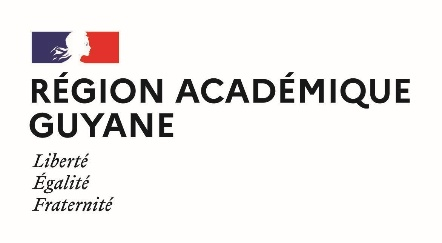 RÉGION ACADÉMIQUE
GUYANE
Liberté
Égalité
Fraternité